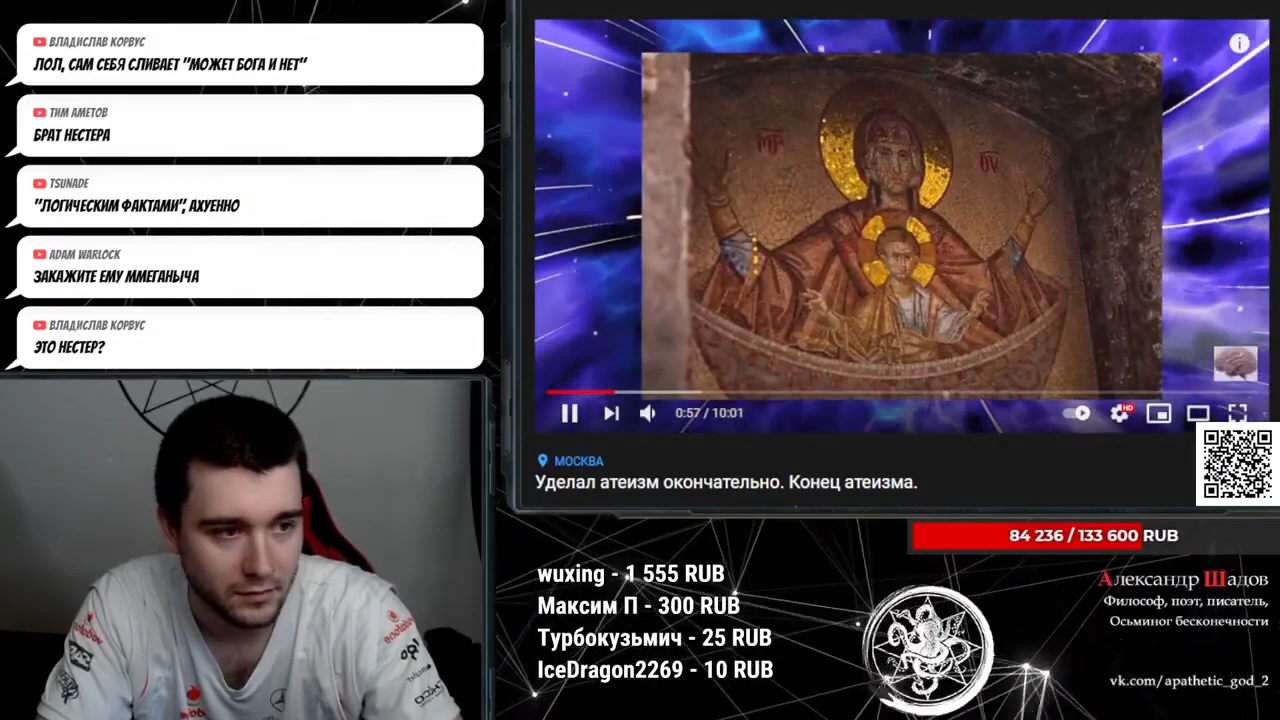 ВЛАДИСЛАВ КОРВУС
ЛОЛ, САМ СЕБЯ СЛИВАЕТ "МОЖЕТ БОГА И НЕТ"
ТИМ АМЕТОВ
БРАТ НЕСТЕРА
TSUNADE
"ЛОГИЧЕСКИМ ФАКТАМИ", АХУЕННО
ADAM WARLOCK
ЗАКАЖИТЕ ЕМУ ММЕГАНЫЧА
ВЛАДИСЛАВ КОРВУС
ЭТО НЕСТЕР?
0:57 / 10:01
HD
МОСКВА
Уделал атеизм окончательно. Конец атеизма.
84 236 / 133 600 RUB
wuxing - 1 555 RUB
Максим П - 300 RUB
Турбокузьмич - 25 RUB
IceDragon2269 - 10 RUB
Александр Шадов
Философ, поэт, писатель,
Осьминог бесконечности
vk.com/apathetic_god_2